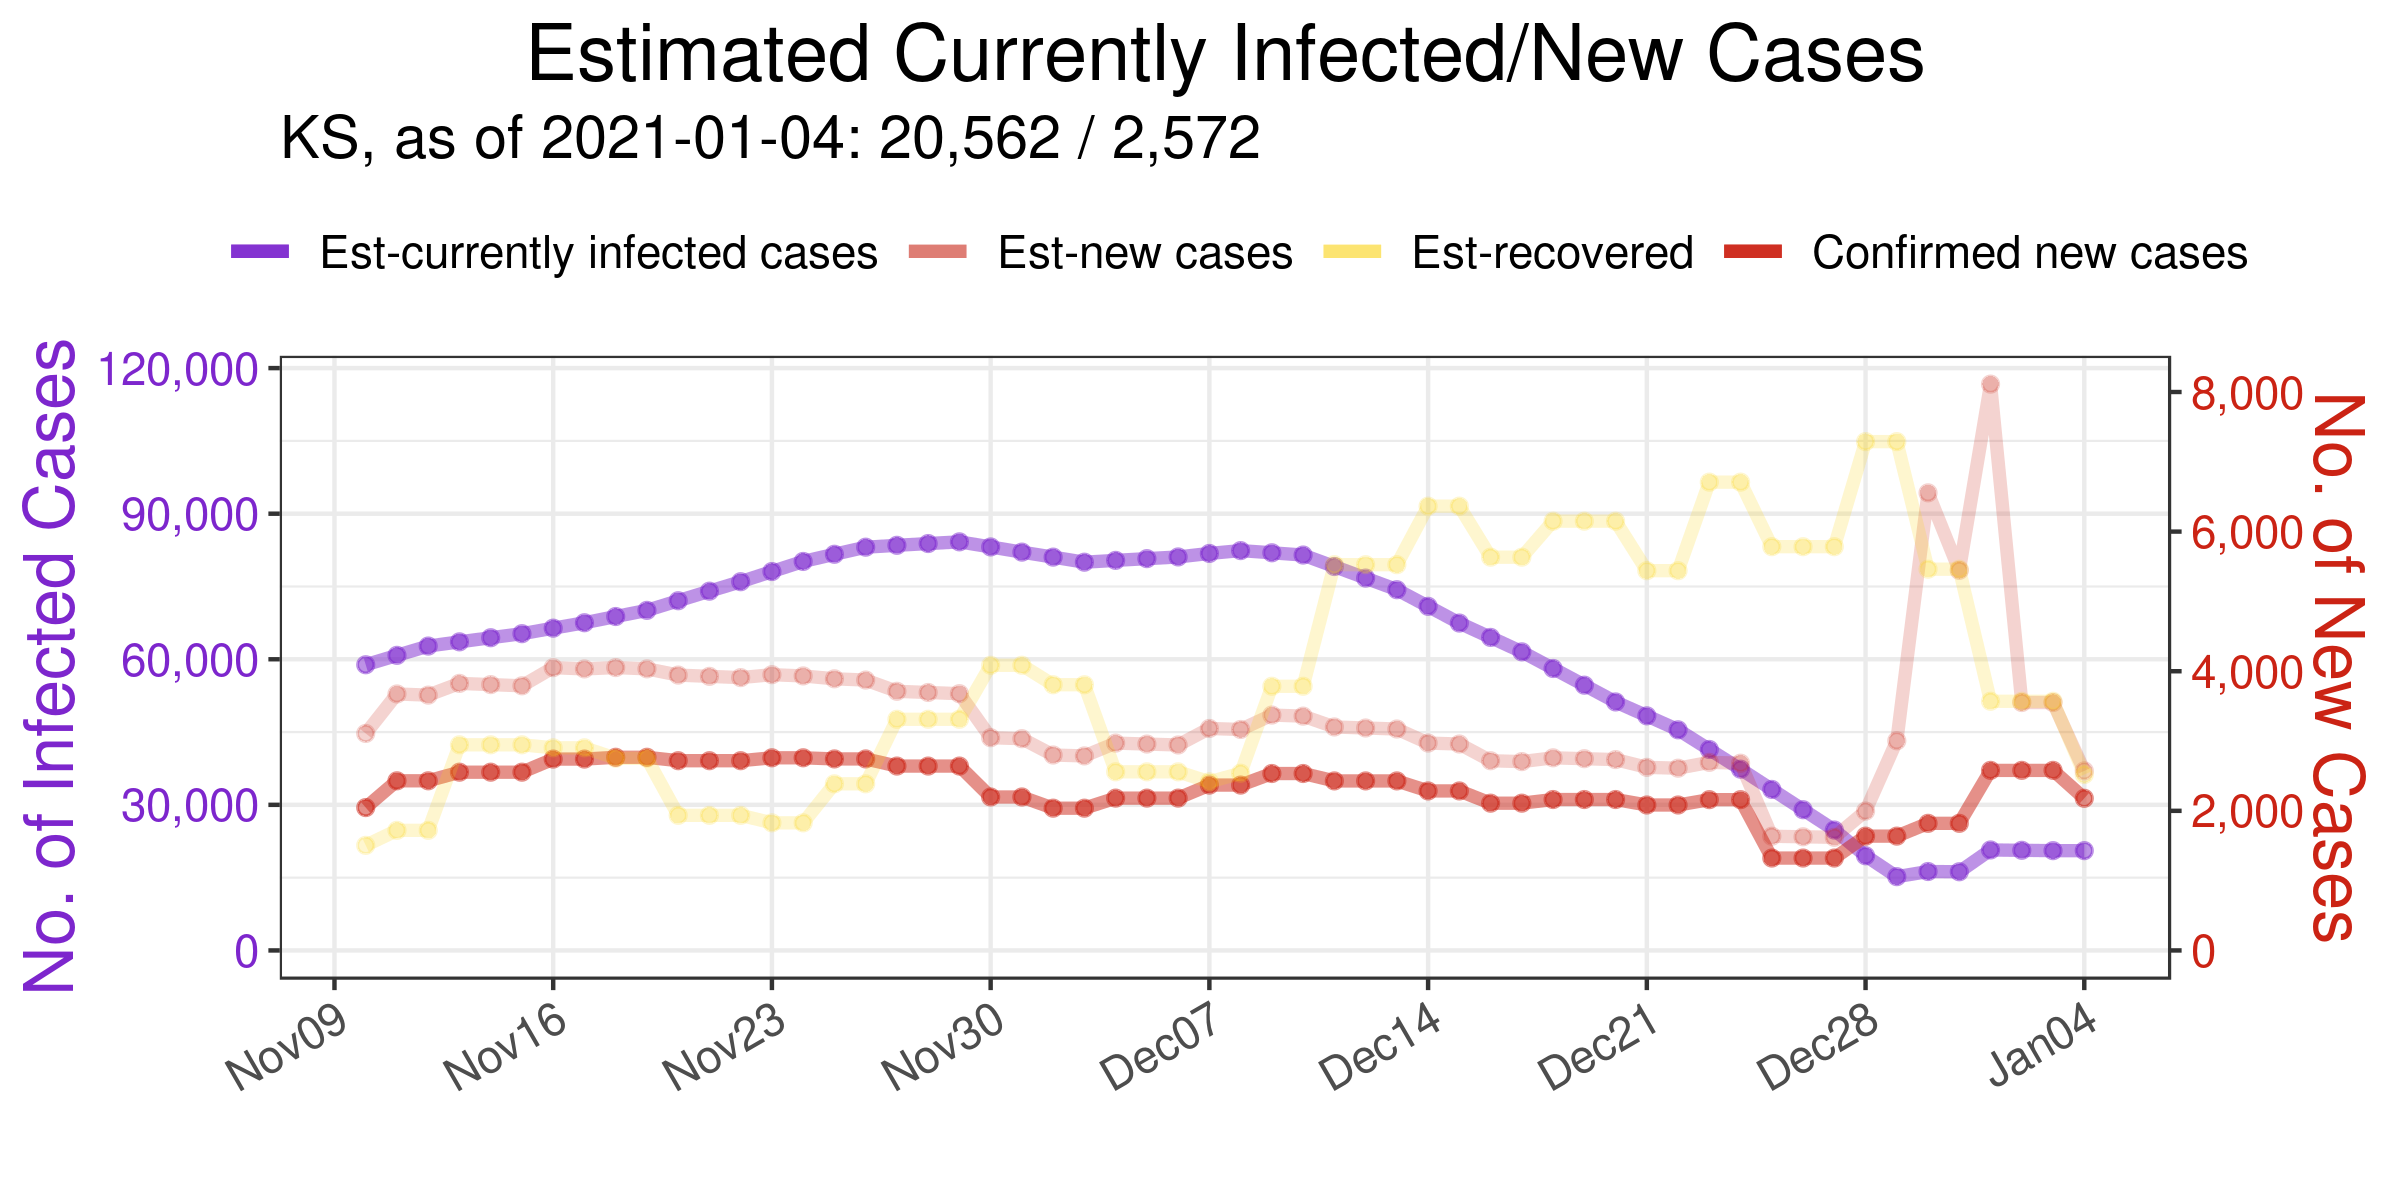 Estimated Currently Infected/New Cases
KS, as of 2021-01-04: 20,562 / 2,572
Est-currently infected cases Est-new cases Est-recovered Confirmed new cases
No. of Infected Cases
120,000
90,000
60,000
30,000
0
8,000
6,000
4,000
2,000
0
No. of New Cases
Nov09 Nov16 Nov23 Nov30 Dec07 Dec14 Dec21 Dec28 Jan04